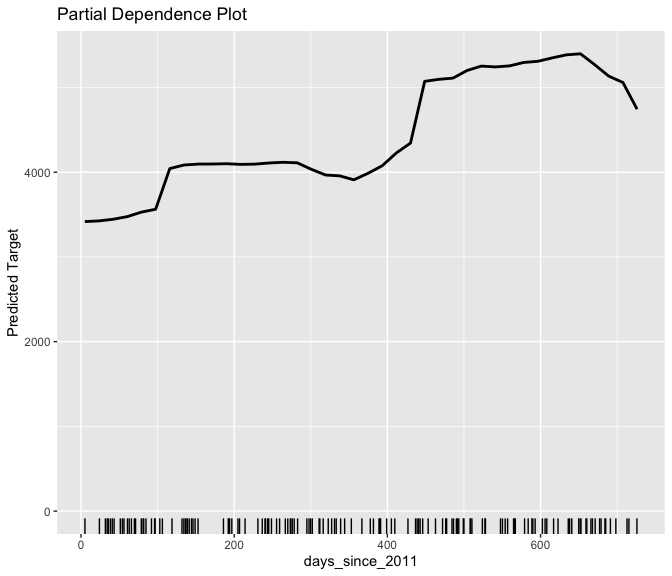 Partial Dependence Plot
Predicted Target
4000
2000
0
0 200 400 600
days_since_2011